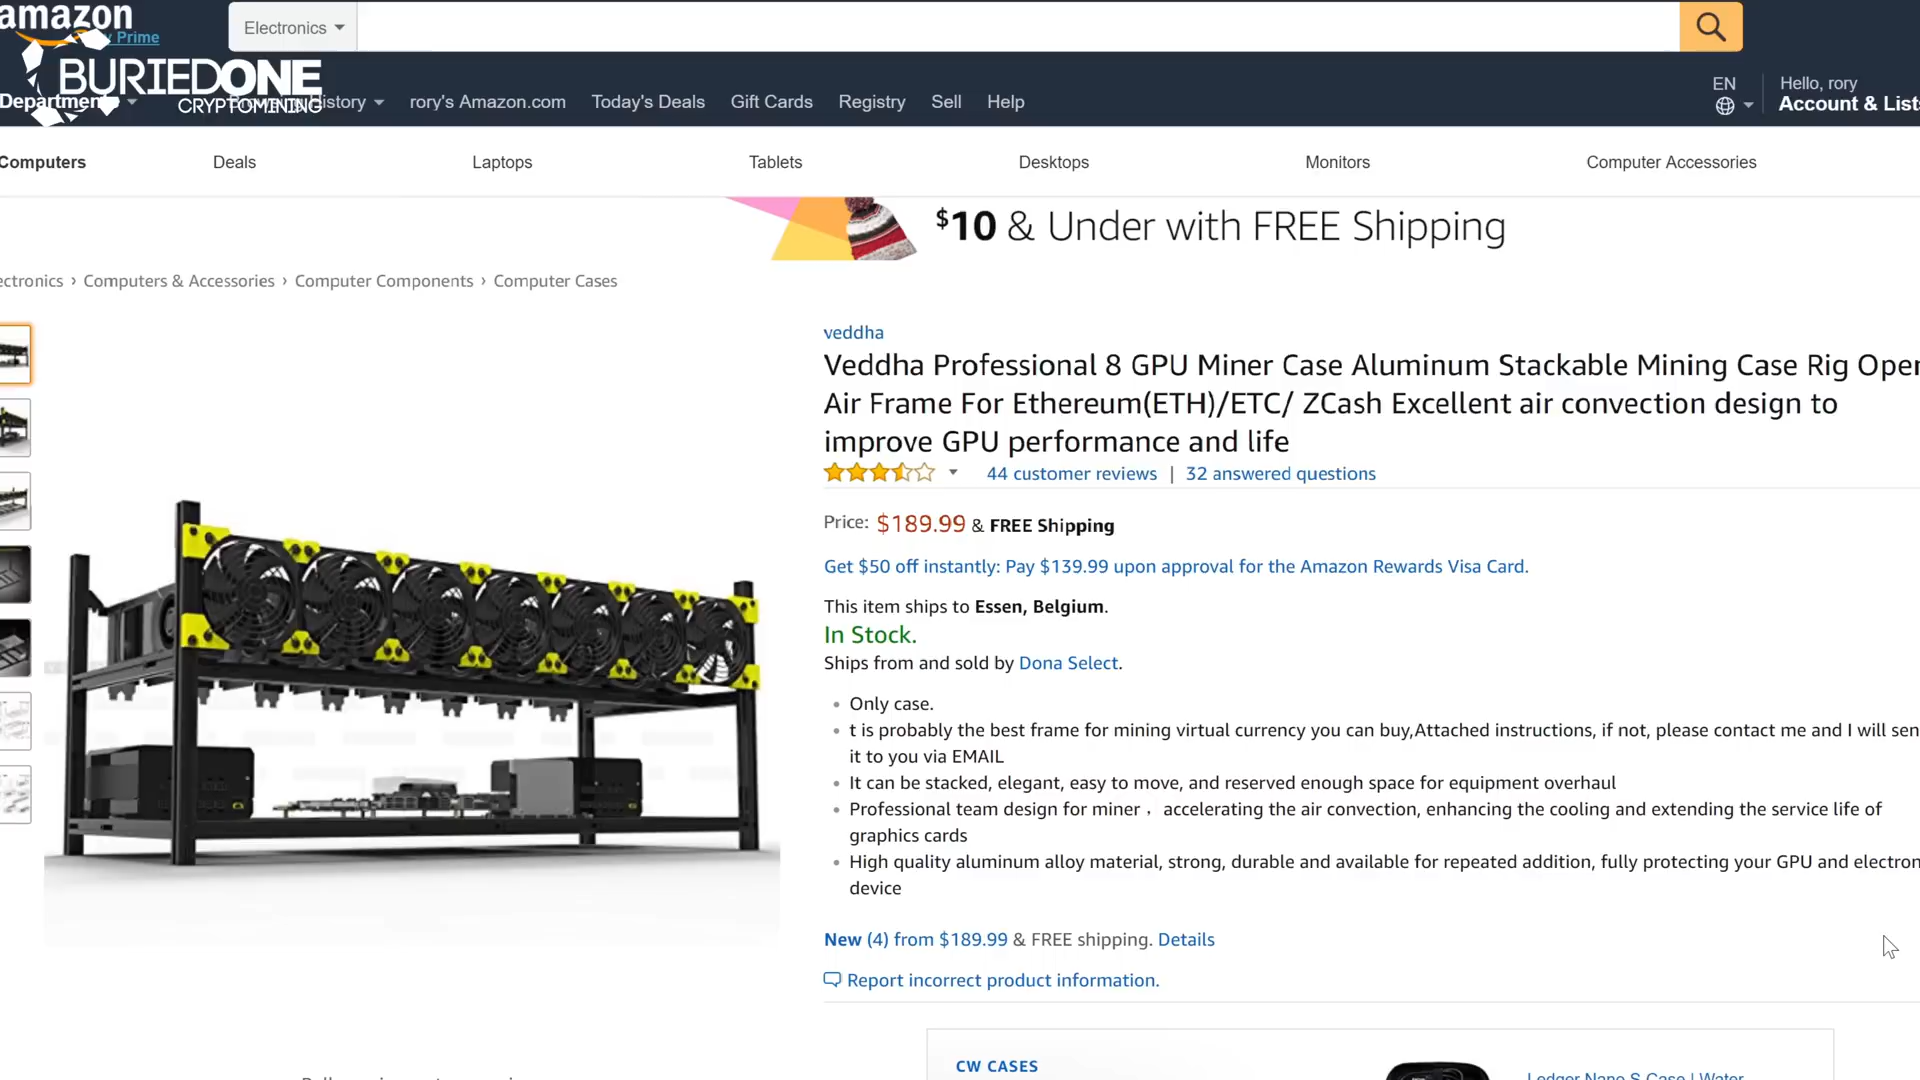 amazon
Prime
Electronics
BURIEDONE
CRYPTOMINING
History
rory's Amazon.com
Today's Deals
Gift Cards
Registry
Sell
Help
EN
Hello, rory
Account & Lists
Computers
Deals
Laptops
Tablets
Desktops
Monitors
Computer Accessories
$10 & Under with FREE Shipping
ectronics › Computers & Accessories › Computer Components › Computer Cases
veddha
Veddha Professional 8 GPU Miner Case Aluminum Stackable Mining Case Rig Open
Air Frame For Ethereum(ETH)/ETC/ ZCash Excellent air convection design to
improve GPU performance and life
44 customer reviews | 32 answered questions
Price: $189.99 & FREE Shipping
Get $50 off instantly: Pay $139.99 upon approval for the Amazon Rewards Visa Card.
This item ships to Essen, Belgium.
In Stock.
Ships from and sold by Dona Select.
Only case.
t is probably the best frame for mining virtual currency you can buy,Attached instructions, if not, please contact me and I will sen
it to you via EMAIL
It can be stacked, elegant, easy to move, and reserved enough space for equipment overhaul
Professional team design for miner，accelerating the air convection, enhancing the cooling and extending the service life of
graphics cards
High quality aluminum alloy material, strong, durable and available for repeated addition, fully protecting your GPU and electron
device
New (4) from $189.99 & FREE shipping. Details
Report incorrect product information.
CW CASES
Ledger Nano S Case | Water